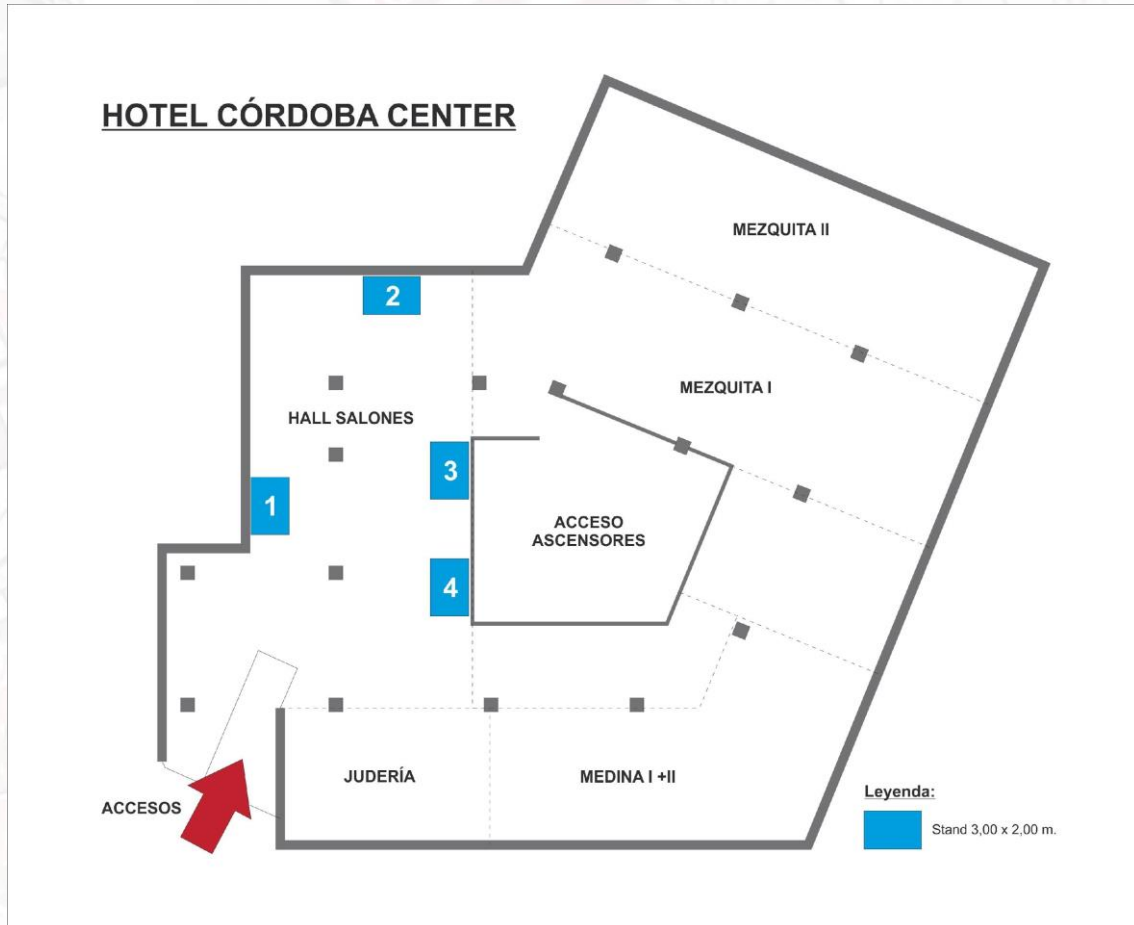 HOTEL CÓRDOBA CENTER
MEZQUITA II
2
MEZQUITA I
HALL SALONES
3
1
ACCESO
ASCENSORES
4
JUDERÍA
MEDINA I +II
ACCESOS
Leyenda:
Stand 3,00 x 2,00 m.